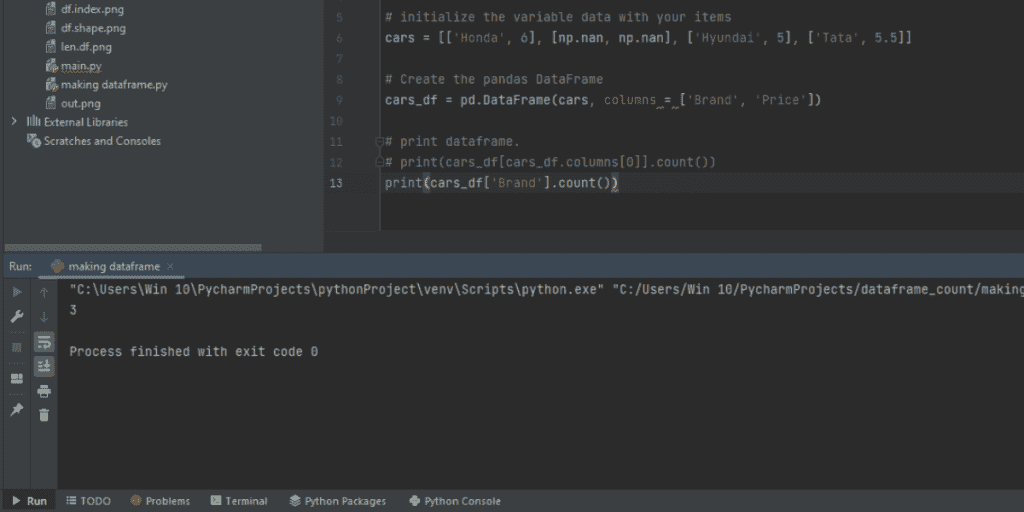 df.index.png
df.shape.png
len.df.png
main.py
making dataframe.py
out.png
External Libraries
Scratches and Consoles
5 # initialize the variable data with your items
6 cars = [['Honda', 6], [np.nan, np.nan], ['Hyundai', 5], ['Tata', 5.5]]
7
8 # Create the pandas DataFrame
9 cars_df = pd.DataFrame(cars, columns = ['Brand', 'Price'])
10
11 # print dataframe.
12 # print(cars_df[cars_df.columns[0]].count())
13 print(cars_df['Brand'].count())
Run: making dataframe
"C:\Users\Win 10\PycharmProjects\pythonProject\venv\Scripts\python.exe" "C:/Users/Win 10/PycharmProjects/dataframe_count/making
3
Process finished with exit code 0
Run TODO Problems Terminal Python Packages Python Console